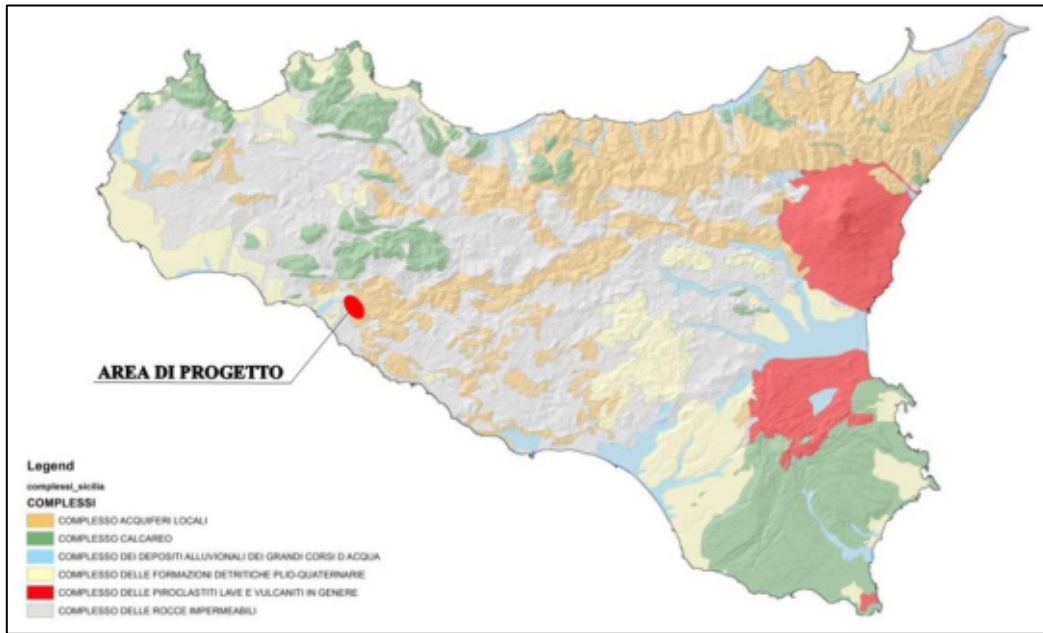 AREA DI PROGETTO
Legend
complessi_sicilia
COMPLESSI
COMPLESSO ACQUIFERI LOCALI
COMPLESSO CALCAREO
COMPLESSO DEI DEPOSITI ALLUVIONALI DEI GRANDI CORSI D ACQUA
COMPLESSO DELLE FORMAZIONI DETRITICHE PLIO-QUATERNARIE
COMPLESSO DELLE PIROCLASTITI LAVE E VULCANITI IN GENERE
COMPLESSO DELLE ROCCE IMPERMEABILI